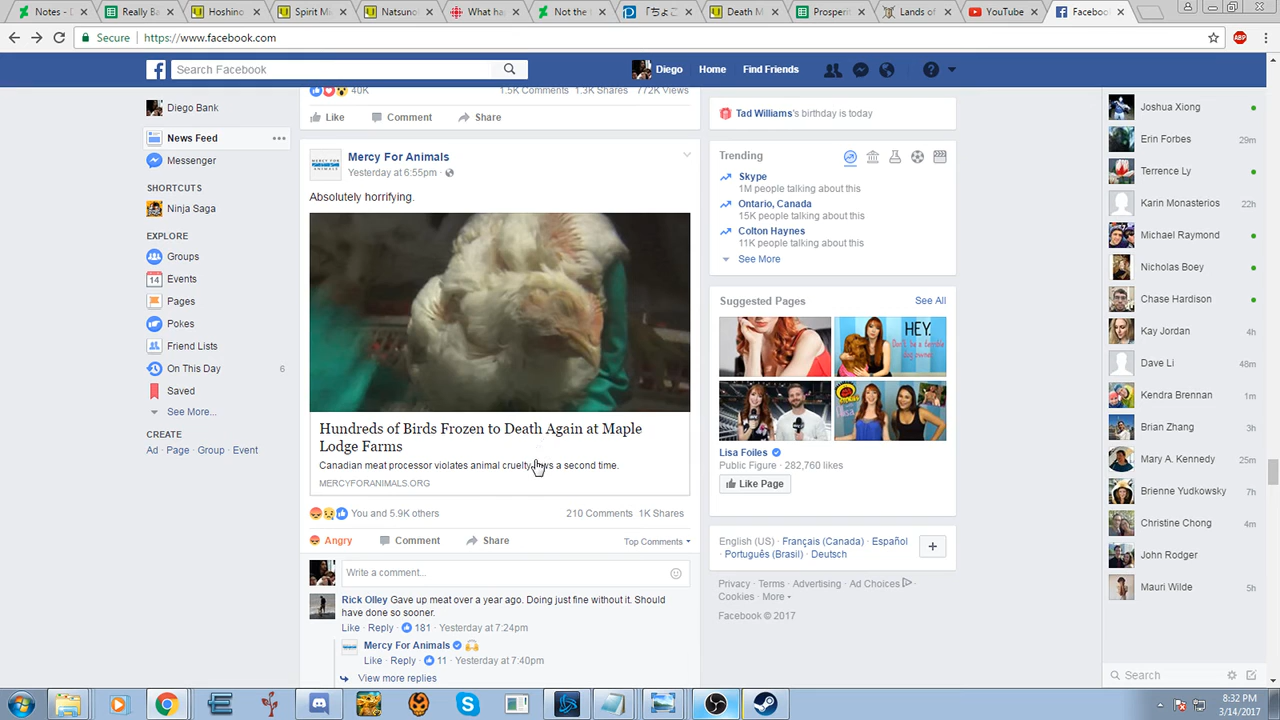 Notes -
Really Ba
Hoshino
Spirit Mi
Natsuno
What ha
Not the
『ちょこ
Death M
Prosperi
Lands of
YouTube
Facebook
Secure
https://www.facebook.com
ABP
Search Facebook
Diego
Home
Find Friends
Diego Bank
News Feed
Messenger
SHORTCUTS
Ninja Saga
EXPLORE
Groups
14
Events
Pages
Pokes
Friend Lists
On This Day
6
Saved
See More...
CREATE
Ad · Page · Group · Event
40K
1.5K Comments 1.3K Shares 772K Views
Like
Comment
Share
MERCY FOR
ANIMALS
Mercy For Animals
Yesterday at 6:55pm ·
Absolutely horrifying.
Hundreds of Birds Frozen to Death Again at Maple
Lodge Farms
Canadian meat processor violates animal cruelty laws a second time.
MERCYFORANIMALS.ORG
You and 5.9K others
210 Comments 1K Shares
Angry
Comment
Share
Top Comments
Write a comment...
Rick Olley Gave up meat over a year ago. Doing just fine without it. Should
have done so sooner.
Like · Reply · 181 · Yesterday at 7:24pm
Mercy For Animals
Like · Reply · 11 · Yesterday at 7:40pm
View more replies
Tad Williams's birthday is today
Trending
Skype
1M people talking about this
Ontario, Canada
15K people talking about this
Colton Haynes
11K people talking about this
See More
Suggested Pages
See All
HEY.
Don't be a terrible
dog owner.
Lisa Foiles
Public Figure · 282,760 likes
Like Page
English (US) · Français (Canada) · Español ·
Português (Brasil) · Deutsch
Privacy · Terms · Advertising · Ad Choices ·
Cookies · More
Facebook © 2017
Joshua Xiong
Erin Forbes
29m
Terrence Ly
Karin Monasterios
22h
Michael Raymond
Nicholas Boey
Chase Hardison
Kay Jordan
4h
Dave Li
48m
Kendra Brennan
Brian Zhang
Mary A. Kennedy
25m
Brienne Yudkowsky
7h
Christine Chong
4m
John Rodger
Mauri Wilde
5h
Search
8:32 PM
3/14/2017